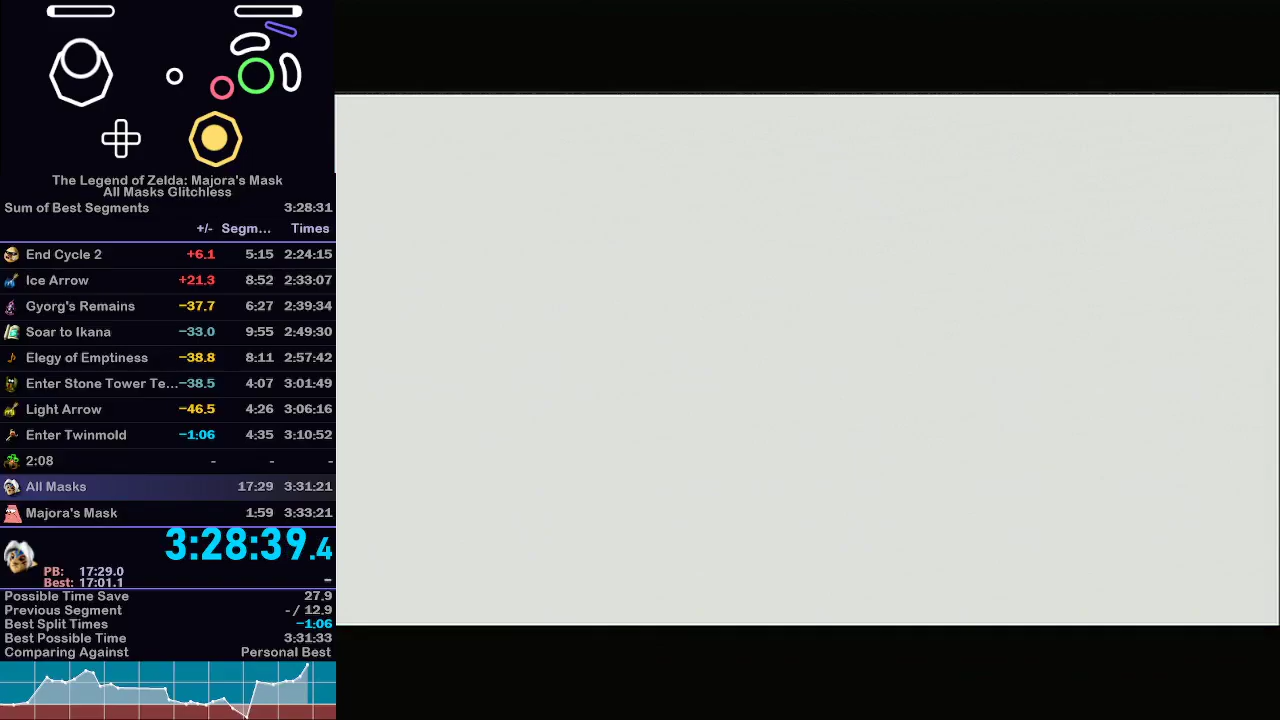 The Legend of Zelda: Majora's Mask
All Masks Glitchless
Sum of Best Segments 3:28:31
+/- Segm... Times
End Cycle 2 +6.1 5:15 2:24:15
Ice Arrow +21.3 8:52 2:33:07
Gyorg's Remains −37.7 6:27 2:39:34
Soar to Ikana −33.0 9:55 2:49:30
Elegy of Emptiness −38.8 8:11 2:57:42
Enter Stone Tower Te... −38.5 4:07 3:01:49
Light Arrow −46.5 4:26 3:06:16
Enter Twinmold −1:06 4:35 3:10:52
2:08 - - -
All Masks 17:29 3:31:21
Majora's Mask 1:59 3:33:21
3:28:39.4
PB: 17:29.0
Best: 17:01.1 −
Possible Time Save 27.9
Previous Segment - / 12.9
Best Split Times −1:06
Best Possible Time 3:31:33
Comparing Against Personal Best